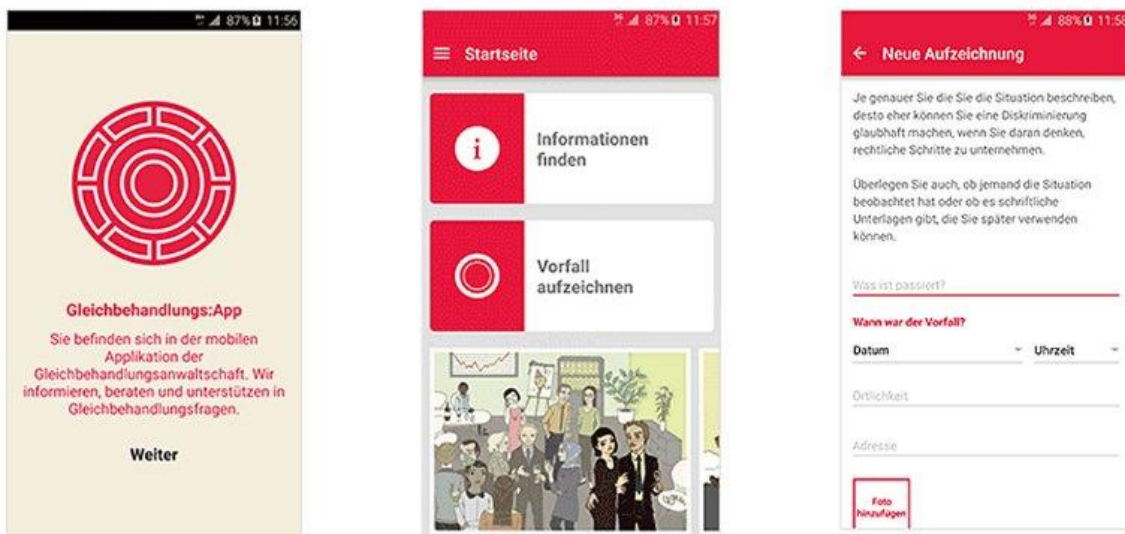 87% 11:56
Gleichbehandlungs:App
Sie befinden sich in der mobilen
Applikation der
Gleichbehandlungsanwaltschaft. Wir
informieren, beraten und unterstützen in
Gleichbehandlungsfragen.
Weiter
87% 11:57
Startseite
i
Informationen
finden
Vorfall
aufzeichnen
88% 11:58
Neue Aufzeichnung
Je genauer Sie die Sie die Situation beschreiben,
desto eher können Sie eine Diskriminierung
glaubhaft machen, wenn Sie daran denken,
rechtliche Schritte zu unternehmen.
Überlegen Sie auch, ob jemand die Situation
beobachtet hat oder ob es schriftliche
Unterlagen gibt, die Sie später verwenden
können.
Was ist passiert?
Wann war der Vorfall?
Datum
Uhrzeit
Örtlichkeit
Adresse
Foto
hinzufügen